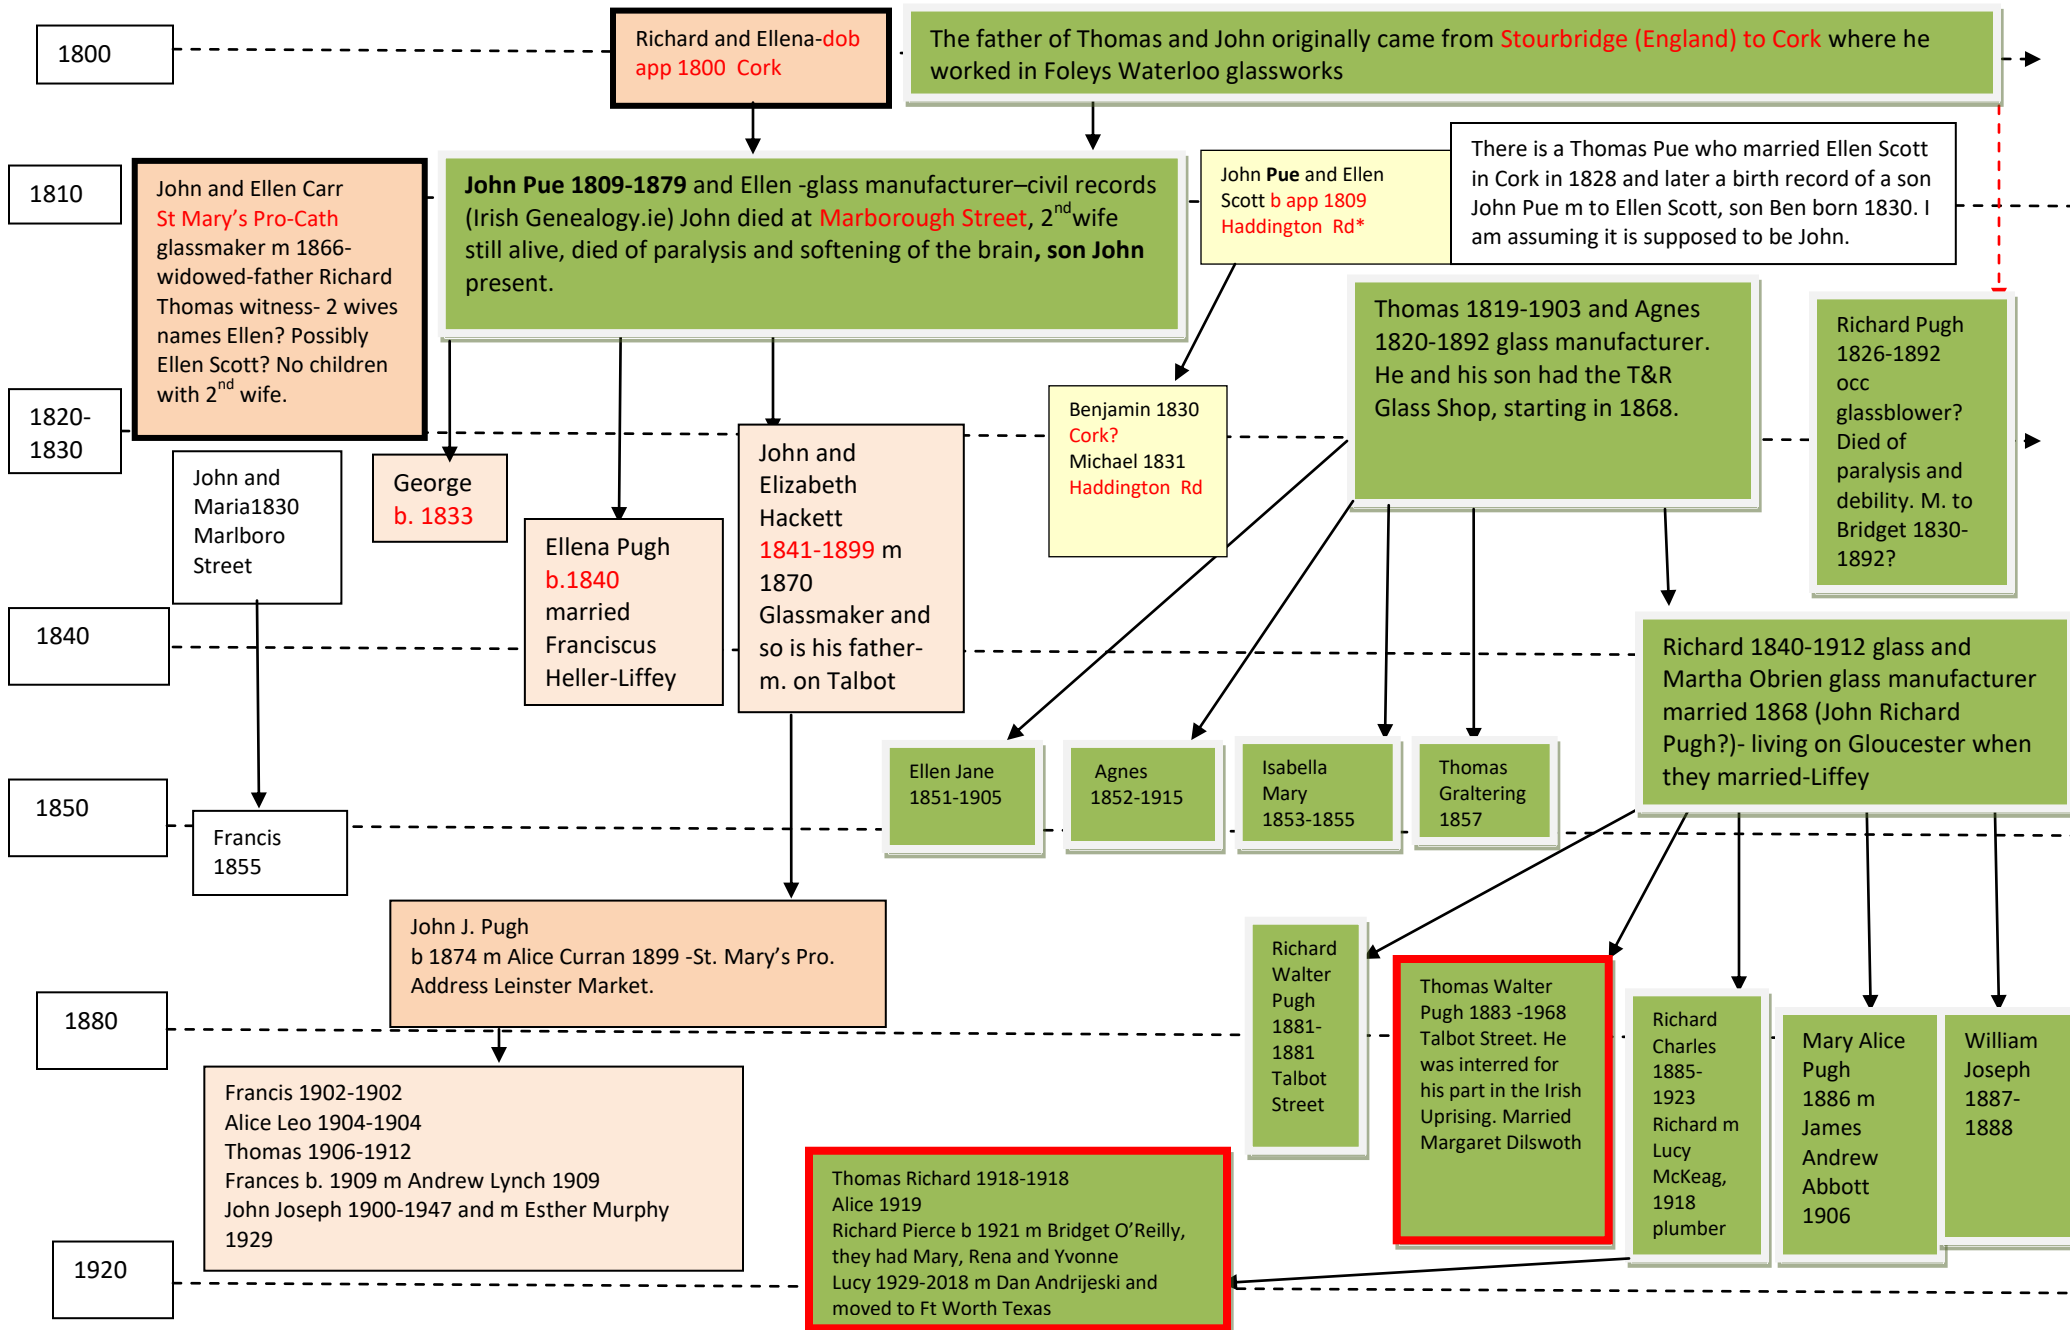 1800
Richard and Ellena-dob
app 1800  Cork
The father of Thomas and John originally came from Stourbridge (England) to Cork where he
worked in Foleys Waterloo glassworks
1810
John and Ellen Carr
St Mary's Pro-Cath
glassmaker m 1866-
widowed-father Richard
Thomas witness- 2 wives
names Ellen? Possibly
Ellen Scott? No children
with 2nd wife.
John Pue 1809-1879 and Ellen -glass manufacturer–civil records
(Irish Genealogy.ie) John died at Marborough Street, 2nd wife
still alive, died of paralysis and softening of the brain, son John
present.
John Pue and Ellen
Scott b app 1809
Haddington  Rd*
There is a Thomas Pue who married Ellen Scott
in Cork in 1828 and later a birth record of a son
John Pue m to Ellen Scott, son Ben born 1830. I
am assuming it is supposed to be John.
Thomas 1819-1903 and Agnes
1820-1892 glass manufacturer.
He and his son had the T&R
Glass Shop, starting in 1868.
Richard Pugh
1826-1892
occ
glassblower?
Died of
paralysis and
debility. M. to
Bridget 1830-
1892?
1820-
1830
John and
Maria1830
Marlboro
Street
George
b. 1833
Ellena Pugh
b.1840
married
Franciscus
Heller-Liffey
John and
Elizabeth
Hackett
1841-1899 m
1870
Glassmaker and
so is his father-
m. on Talbot
Benjamin 1830
Cork?
Michael 1831
Haddington  Rd
1840
Richard 1840-1912 glass and
Martha Obrien glass manufacturer
married 1868 (John Richard
Pugh?)- living on Gloucester when
they married-Liffey
1850
Francis
1855
Ellen Jane
1851-1905
Agnes
1852-1915
Isabella
Mary
1853-1855
Thomas
Graltering
1857
John J. Pugh
b 1874 m Alice Curran 1899 -St. Mary's Pro.
Address Leinster Market.
1880
Richard
Walter
Pugh
1881-
1881
Talbot
Street
Thomas Walter
Pugh 1883 -1968
Talbot Street. He
was interred for
his part in the Irish
Uprising. Married
Margaret Dilswoth
Richard
Charles
1885-
1923
Richard m
Lucy
McKeag,
1918
plumber
Mary Alice
Pugh
1886 m
James
Andrew
Abbott
1906
William
Joseph
1887-
1888
Francis 1902-1902
Alice Leo 1904-1904
Thomas 1906-1912
Frances b. 1909 m Andrew Lynch 1909
John Joseph 1900-1947 and m Esther Murphy
1929
Thomas Richard 1918-1918
Alice 1919
Richard Pierce b 1921 m Bridget O'Reilly,
they had Mary, Rena and Yvonne
Lucy 1929-2018 m Dan Andrijeski and
moved to Ft Worth Texas
1920